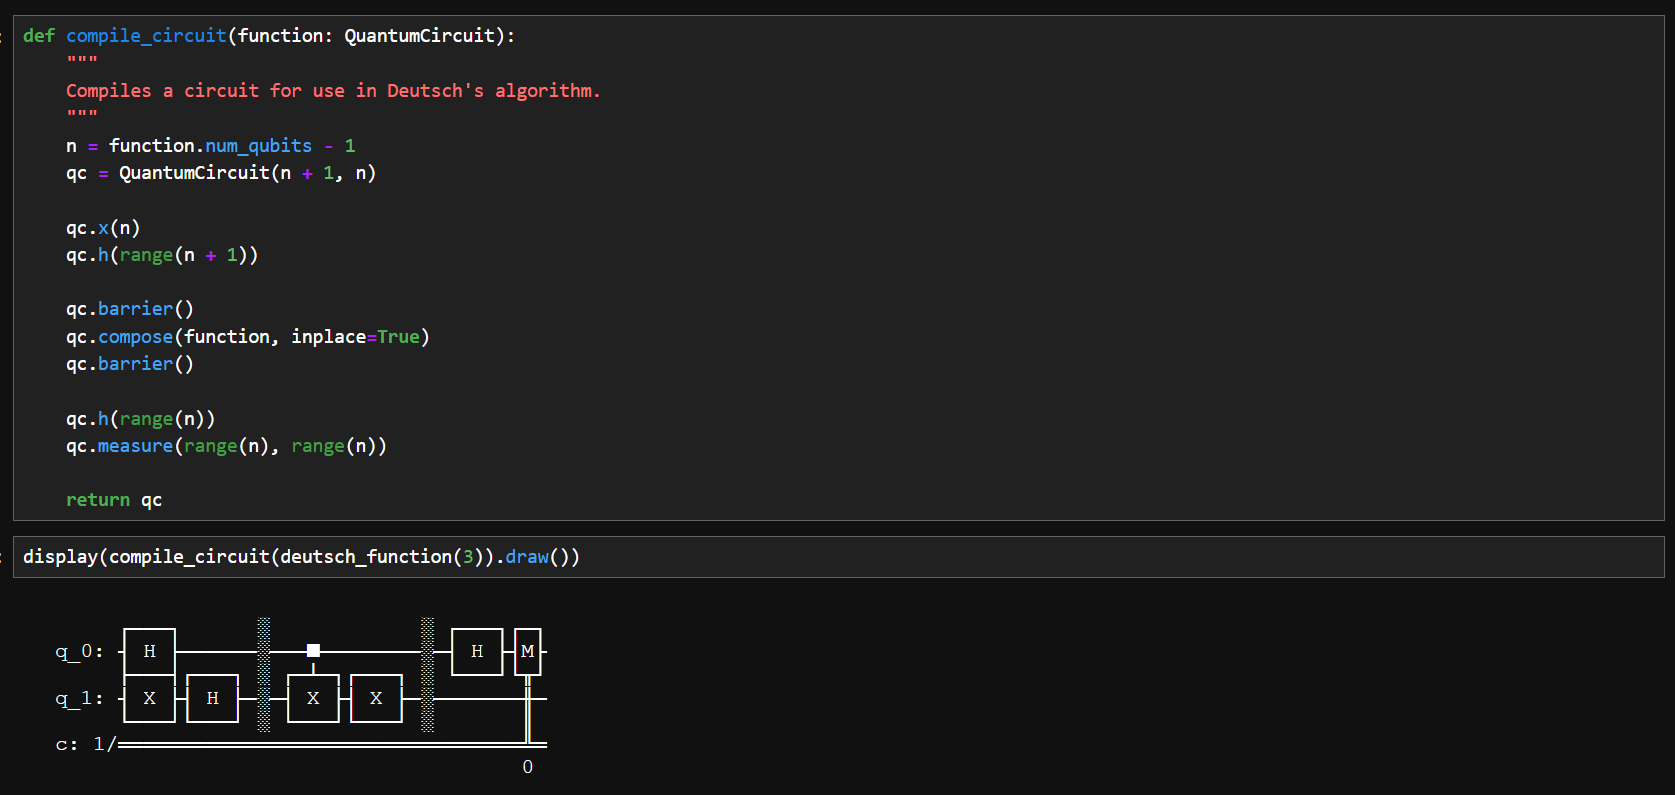 def compile_circuit(function: QuantumCircuit):
"""
Compiles a circuit for use in Deutsch's algorithm.
"""
n = function.num_qubits - 1
qc = QuantumCircuit(n + 1, n)
qc.x(n)
qc.h(range(n + 1))
qc.barrier()
qc.compose(function, inplace=True)
qc.barrier()
qc.h(range(n))
qc.measure(range(n), range(n))
return qc
display(compile_circuit(deutsch_function(3)).draw())
q_0: H H M
q_1: X H X X
c: 1/
0